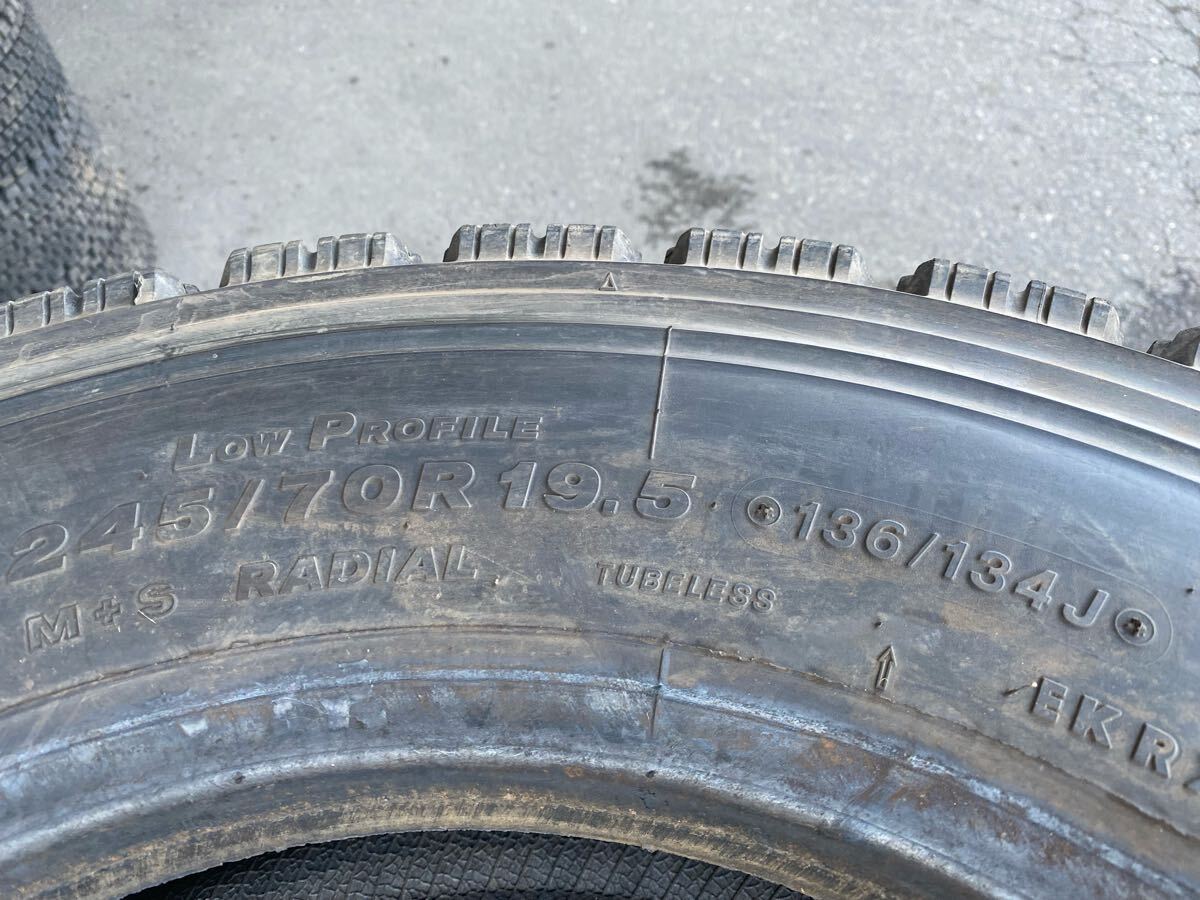 LOW PROFILE
245/70R 19.5 136/134J
M+S RADIAL TUBELESS
EKR